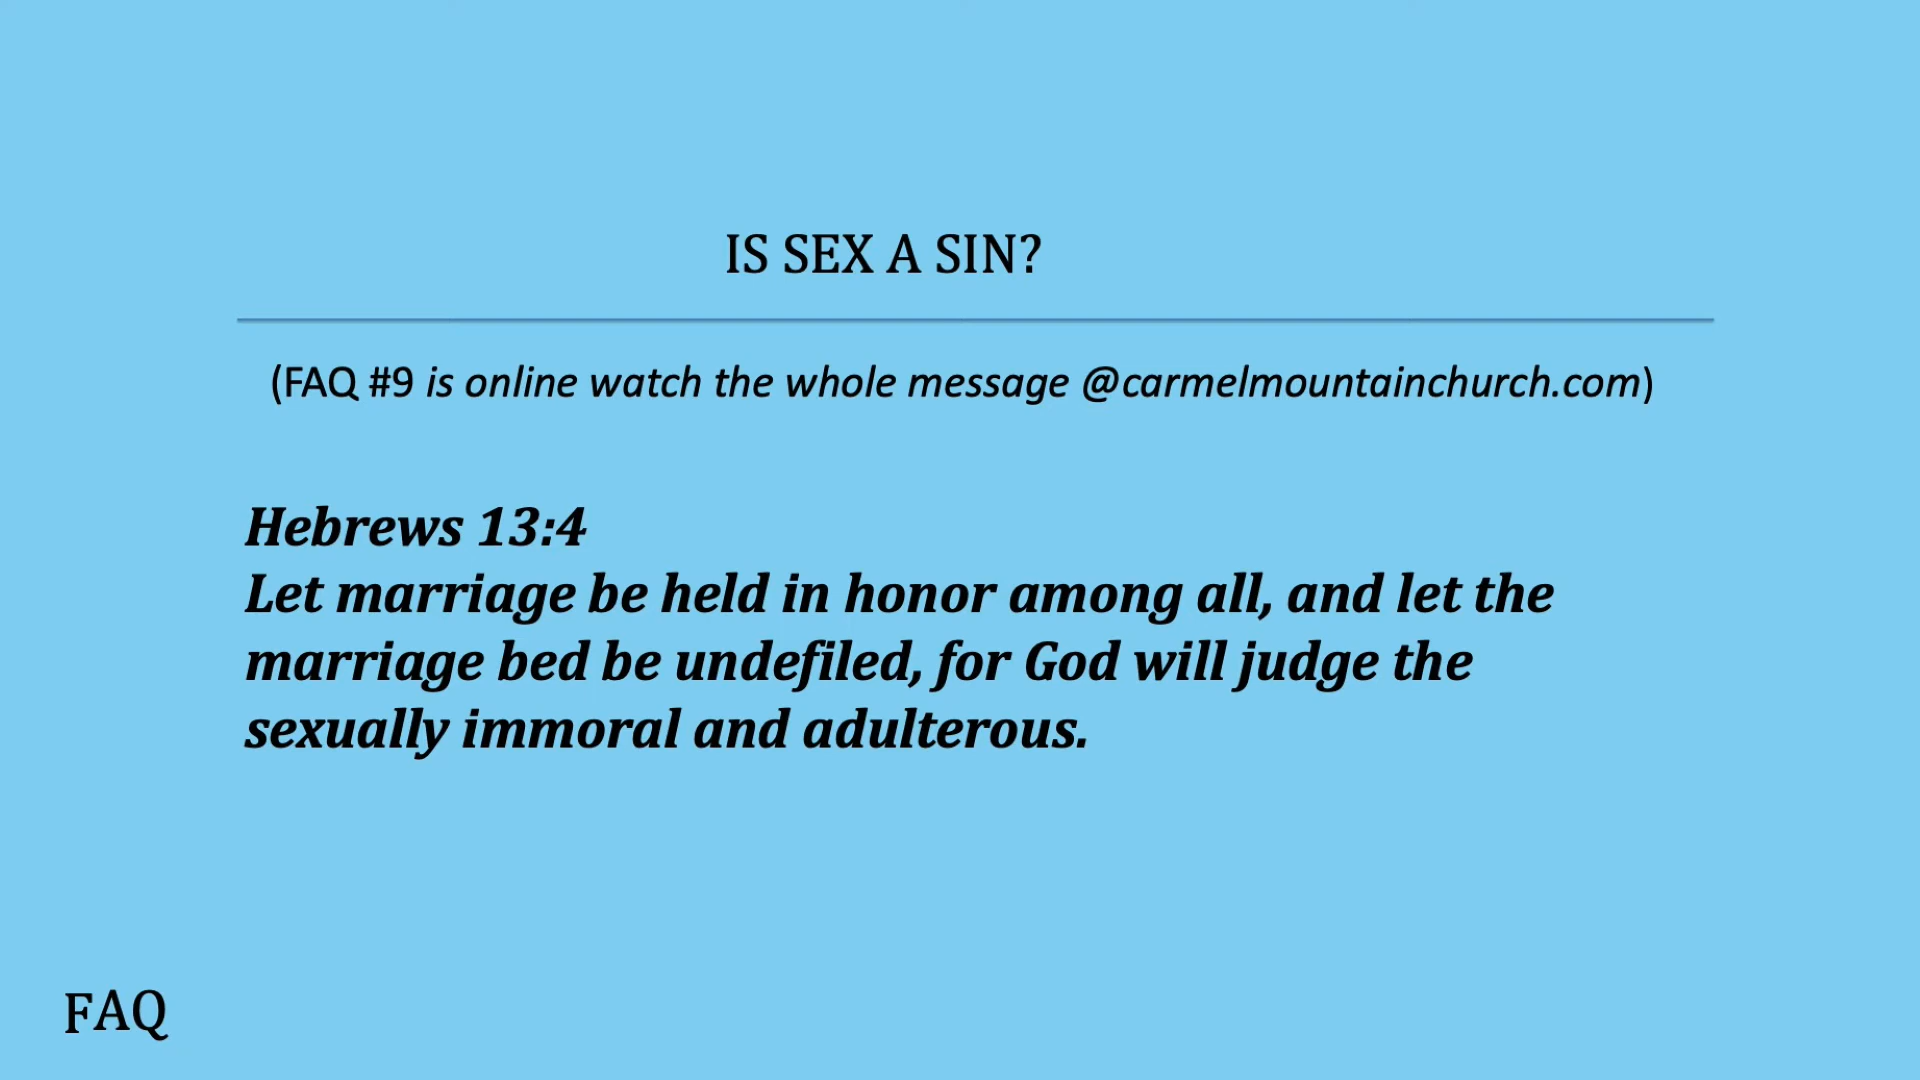 IS SEX A SIN?
(FAQ #9 is online watch the whole message @carmelmountainchurch.com)
Hebrews 13:4
Let marriage be held in honor among all, and let the
marriage bed be undefiled, for God will judge the
sexually immoral and adulterous.
FAQ